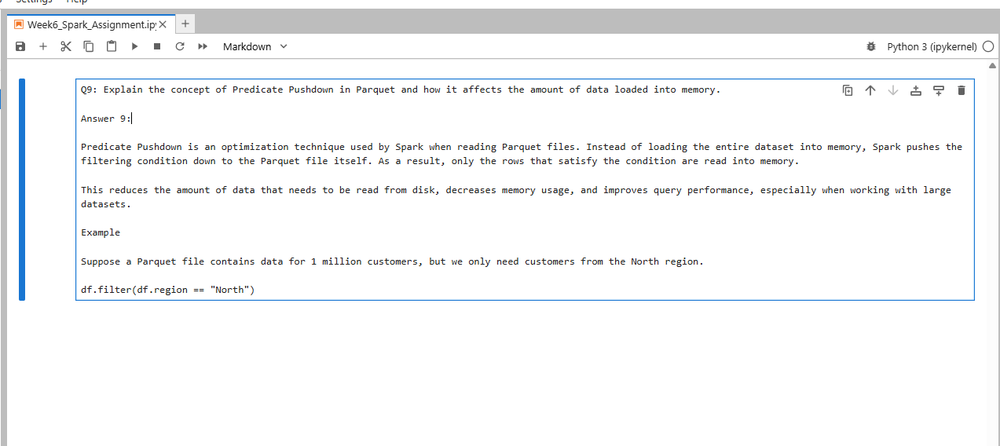 Settings Help
Week6_Spark_Assignment.ip
Markdown
Python 3 (ipykernel)
Q9: Explain the concept of Predicate Pushdown in Parquet and how it affects the amount of data loaded into memory.
Answer 9:
Predicate Pushdown is an optimization technique used by Spark when reading Parquet files. Instead of loading the entire dataset into memory, Spark pushes the
filtering condition down to the Parquet file itself. As a result, only the rows that satisfy the condition are read into memory.
This reduces the amount of data that needs to be read from disk, decreases memory usage, and improves query performance, especially when working with large
datasets.
Example
Suppose a Parquet file contains data for 1 million customers, but we only need customers from the North region.
df.filter(df.region == "North")